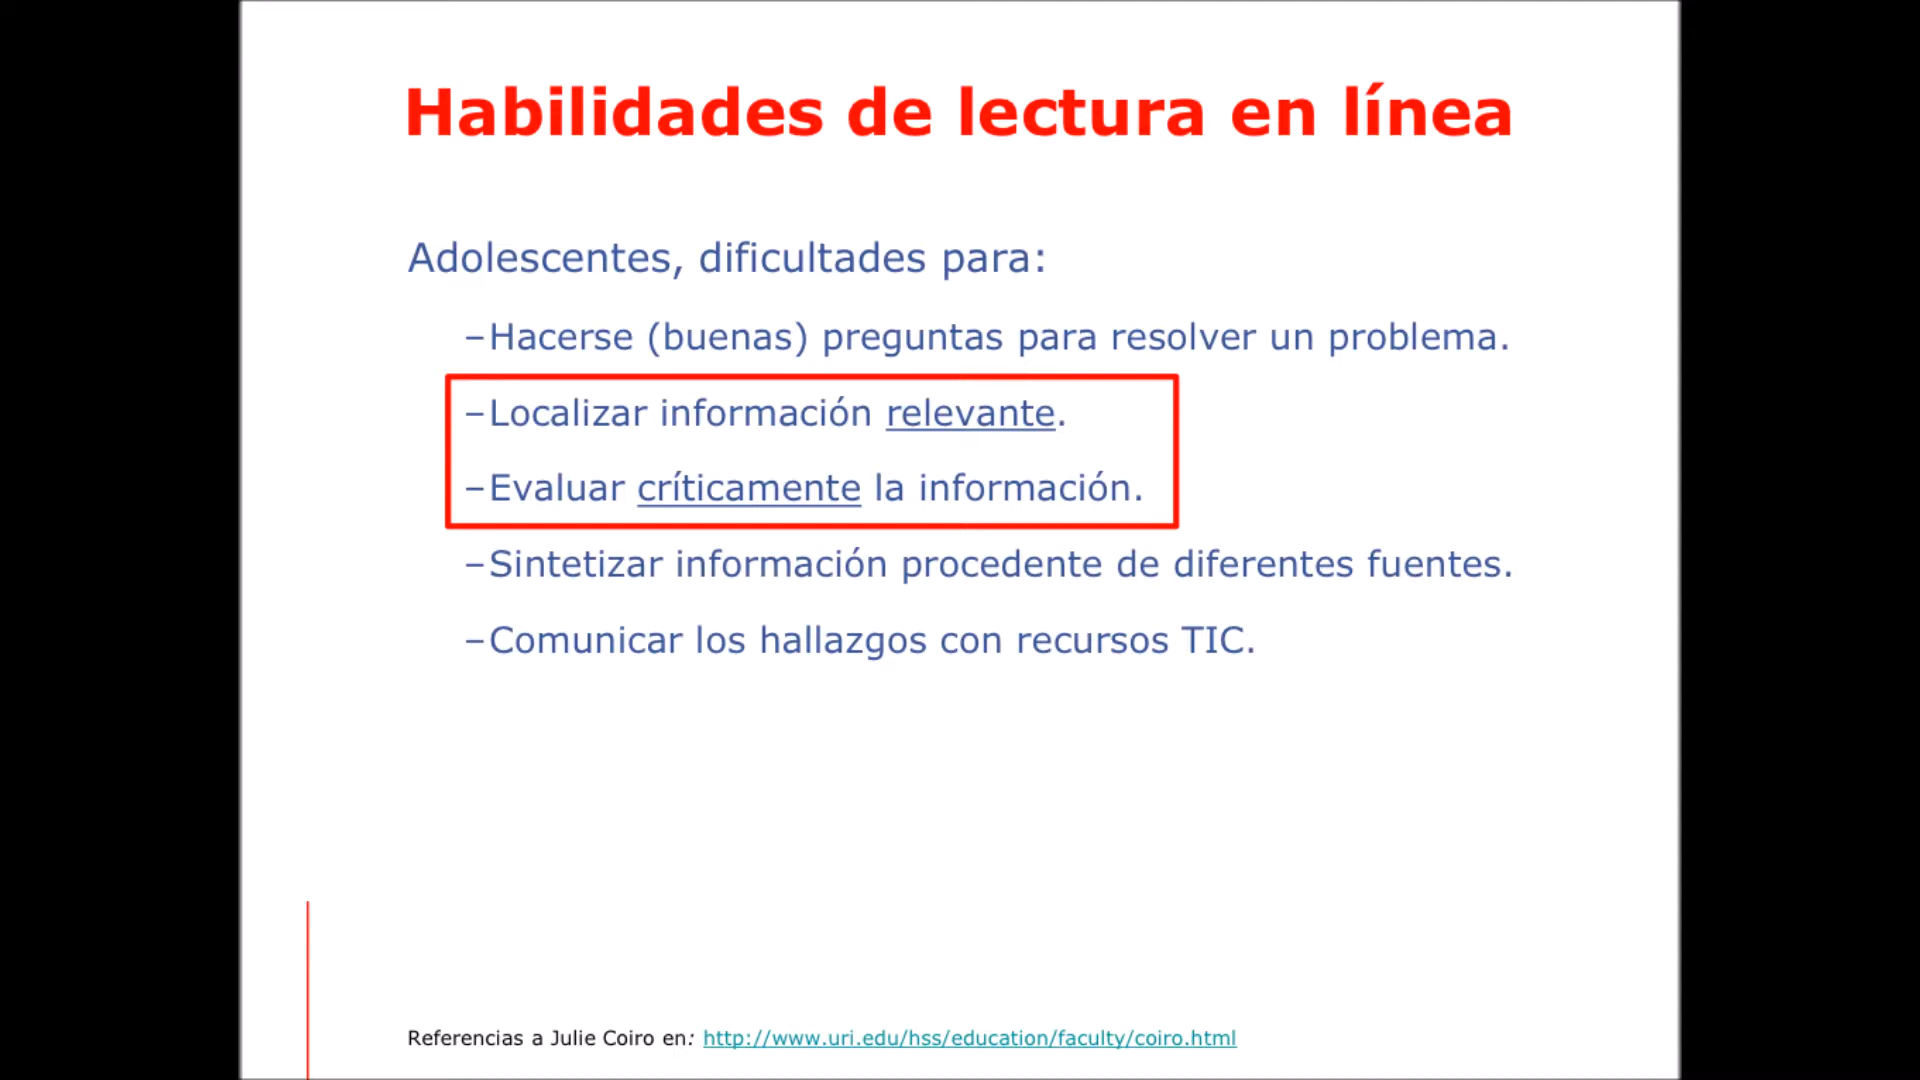 Habilidades de lectura en línea
Adolescentes, dificultades para:
–Hacerse (buenas) preguntas para resolver un problema.
–Localizar información relevante.
–Evaluar críticamente la información.
–Sintetizar información procedente de diferentes fuentes.
–Comunicar los hallazgos con recursos TIC.
Referencias a Julie Coiro en: http://www.uri.edu/hss/education/faculty/coiro.html